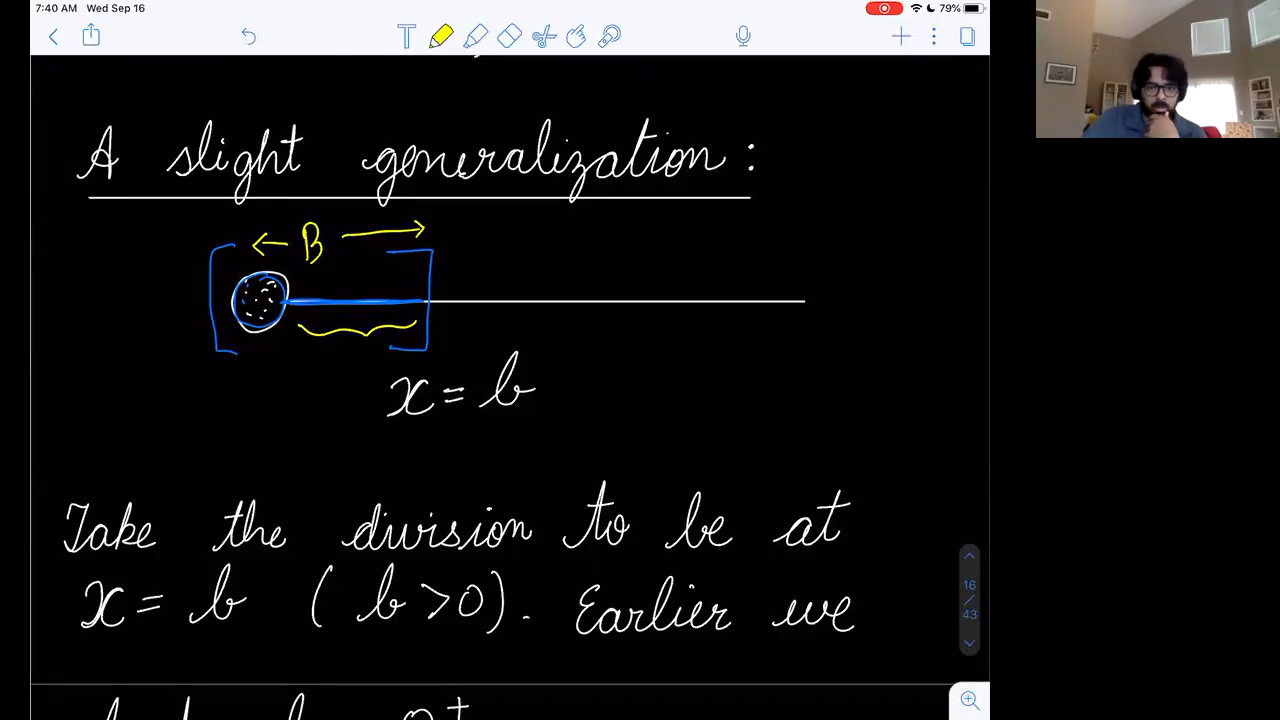 7:40 AM Wed Sep 16
79%
T
A slight generalization:
← B →
x = b
Take the division to be at
x = b (b > 0). Earlier we
16
/
43